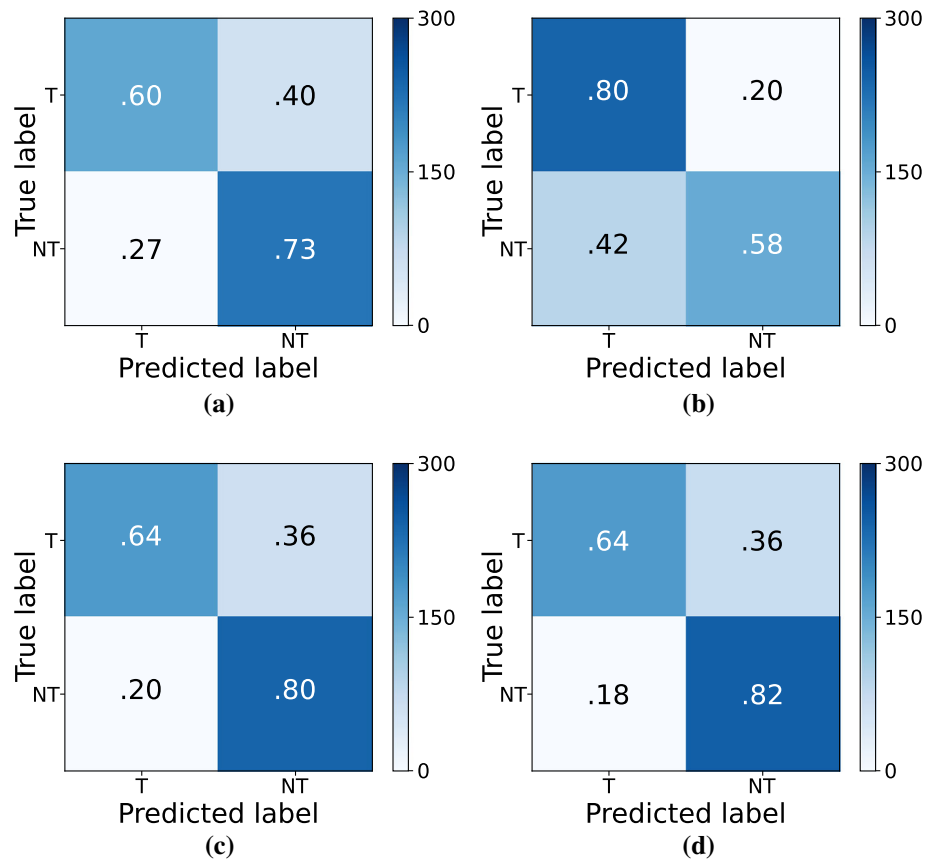 300
T
.60
.40
150
True label
NT
.27
.73
0
T
NT
Predicted label
(a)
300
T
.80
.20
150
True label
NT
.42
.58
0
T
NT
Predicted label
(b)
300
T
.64
.36
150
True label
NT
.20
.80
0
T
NT
Predicted label
(c)
300
T
.64
.36
150
True label
NT
.18
.82
0
T
NT
Predicted label
(d)